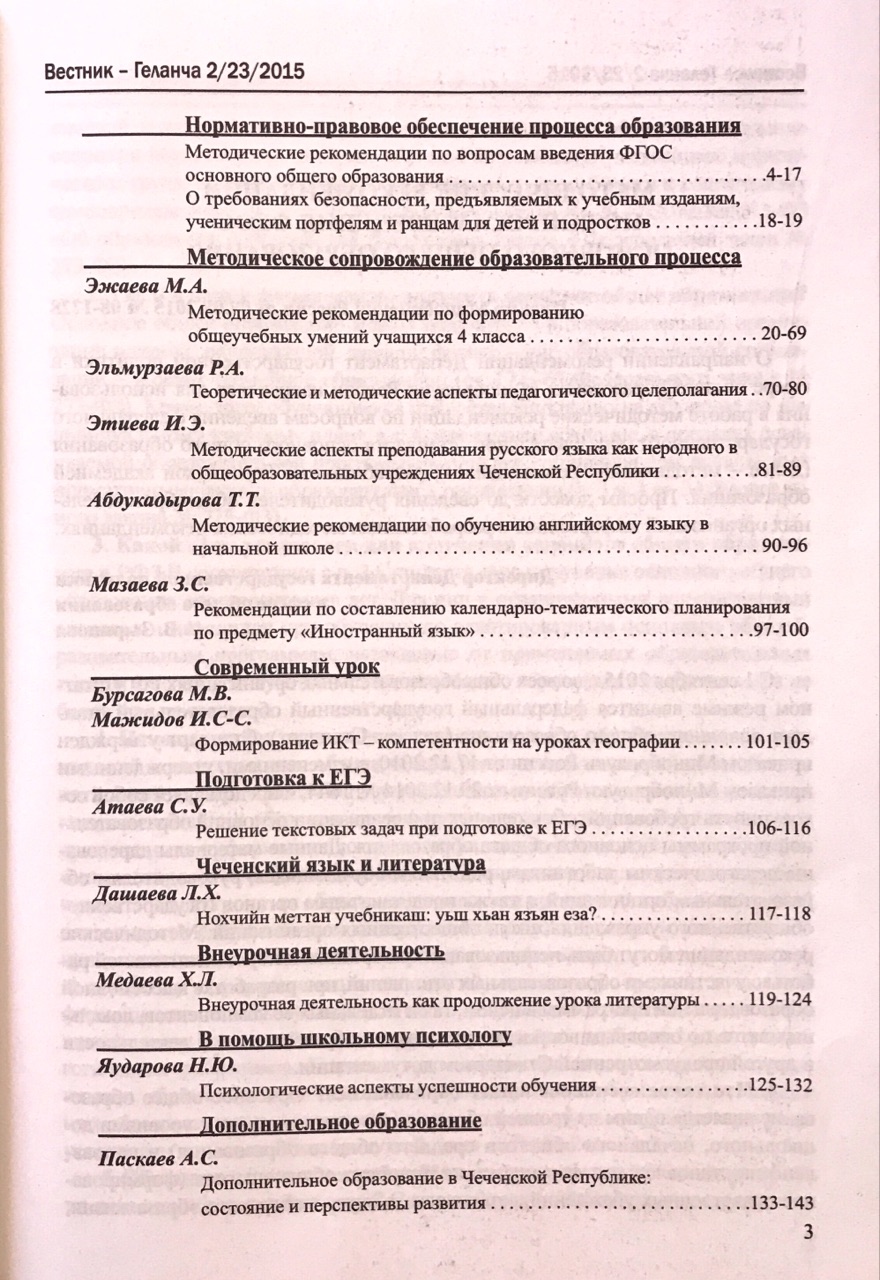 Вестник – Геланча 2/23/2015
Нормативно-правовое обеспечение процесса образования
Методические рекомендации по вопросам введения ФГОС
основного общего образования . . . . . . . . . . . . . . . . . . . . . . . . . . . . . . .4-17
О требованиях безопасности, предъявляемых к учебным изданиям,
ученическим портфелям и ранцам для детей и подростков . . . . . . . . . . .18-19
Методическое сопровождение образовательного процесса
Эжаева М.А.
Методические рекомендации по формированию
общеучебных умений учащихся 4 класса . . . . . . . . . . . . . . . . . . . . . . . 20-69
Эльмурзаева Р.А.
Теоретические и методические аспекты педагогического целеполагания . .70-80
Этиева И.Э.
Методические аспекты преподавания русского языка как неродного в
общеобразовательных учреждениях Чеченской Республики . . . . . . . . . .81-89
Абдукадырова Т.Т.
Методические рекомендации по обучению английскому языку в
начальной школе . . . . . . . . . . . . . . . . . . . . . . . . . . . . . . . . . . . . . . . . . . 90-96
Мазаева З.С.
Рекомендации по составлению календарно-тематического планирования
по предмету «Иностранный язык» . . . . . . . . . . . . . . . . . . . . . . . . . . .97-100
Современный урок
Бурсагова М.В.
Мажидов И.С-С.
Формирование ИКТ – компетентности на уроках географии . . . . . . . 101-105
Подготовка к ЕГЭ
Атаева С.У.
Решение текстовых задач при подготовке к ЕГЭ . . . . . . . . . . . . . . . .106-116
Чеченский язык и литература
Дашаева Л.Х.
Нохчийн меттан учебникаш: уьш хьан язъян еза? . . . . . . . . . . . . . . . 117-118
Внеурочная деятельность
Медаева Х.Л.
Внеурочная деятельность как продолжение урока литературы . . . . . 119-124
В помощь школьному психологу
Яударова Н.Ю.
Психологические аспекты успешности обучения . . . . . . . . . . . . . . . .125-132
Дополнительное образование
Паскаев А.С.
Дополнительное образование в Чеченской Республике:
состояние и перспективы развития . . . . . . . . . . . . . . . . . . . . . . . . . . .133-143
3